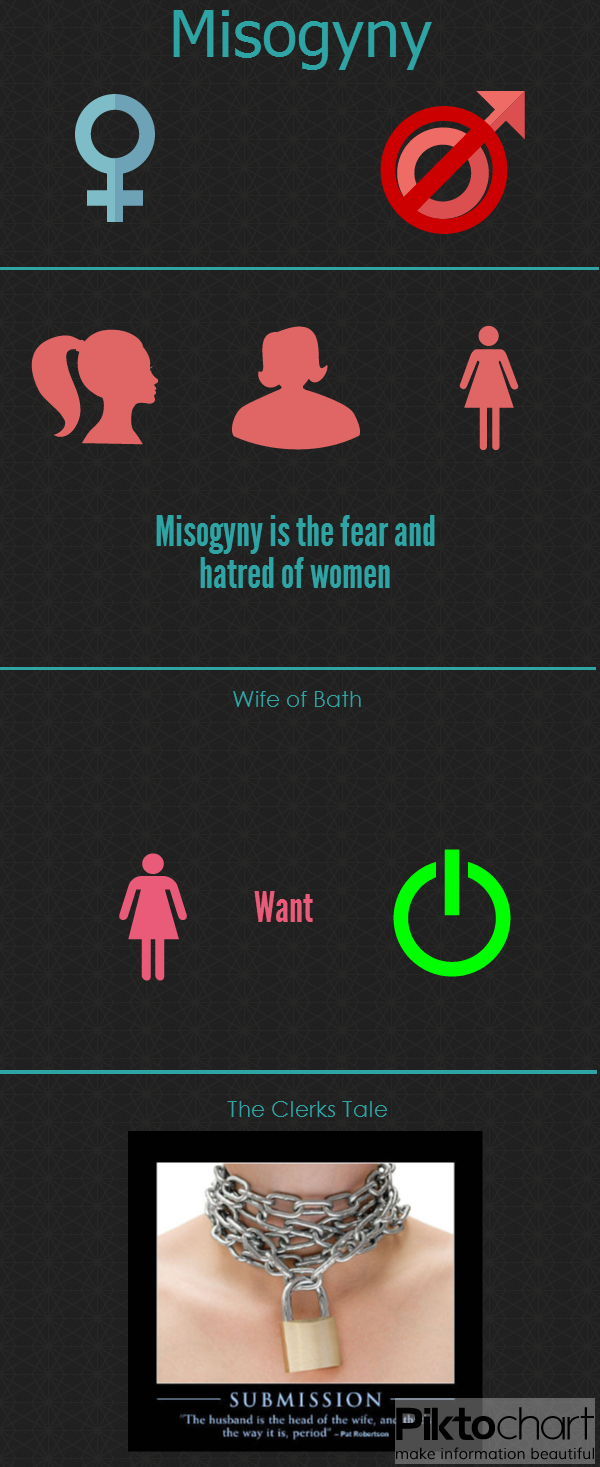 Misogyny
Misogyny is the fear and
hatred of women
Wife of Bath
Want
The Clerks Tale
SUBMISSION
"The husband is the head of the wife, and
the way it is, period" – Pat Robertson
Piktochart
make information beautiful